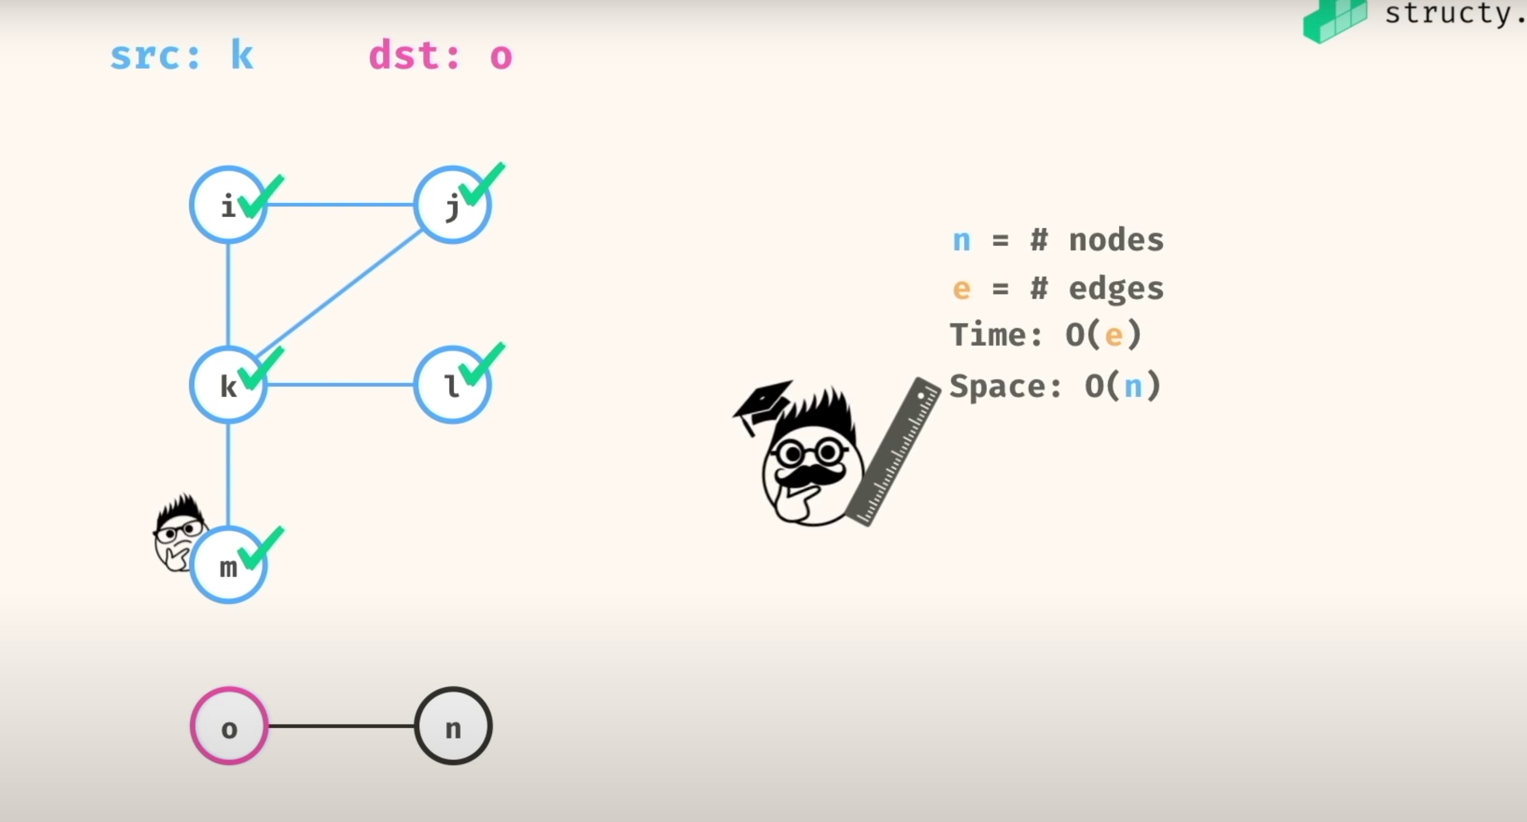 structy.
src: k dst: o
i j
k l
m
o n
n = # nodes
e = # edges
Time: O(e)
Space: O(n)